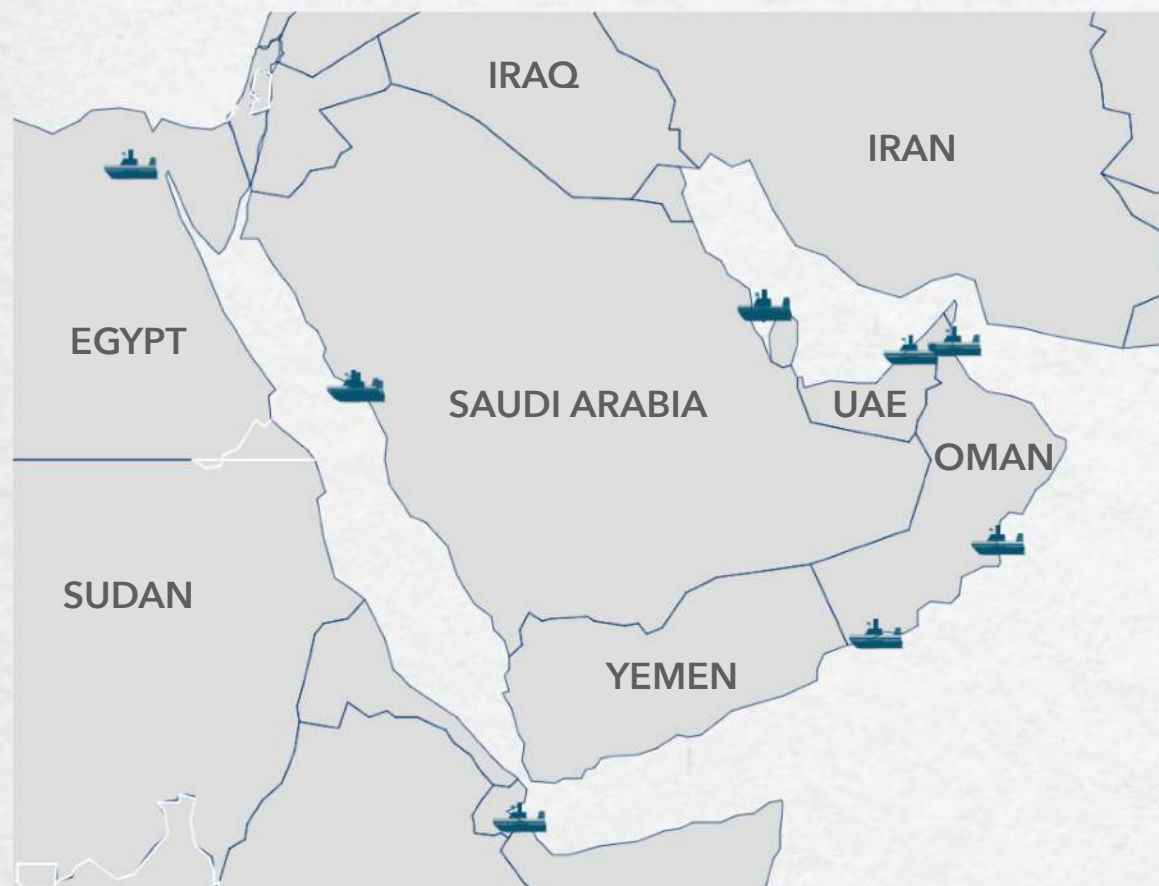 IRAQ
IRAN
EGYPT
SAUDI ARABIA
UAE
OMAN
SUDAN
YEMEN